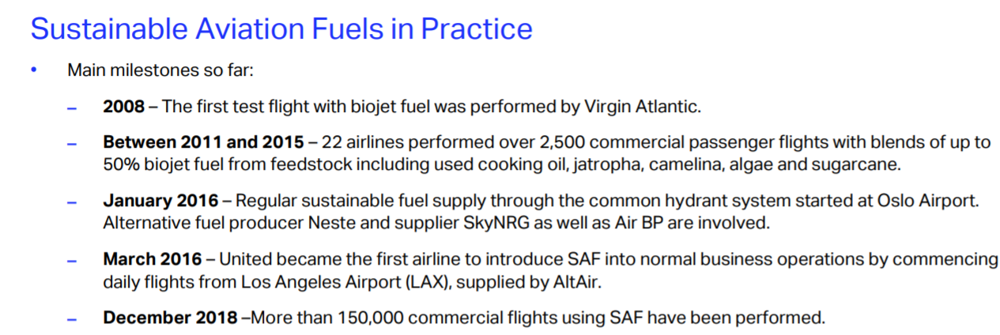 Sustainable Aviation Fuels in Practice
• Main milestones so far:
– 2008 – The first test flight with biojet fuel was performed by Virgin Atlantic.
– Between 2011 and 2015 – 22 airlines performed over 2,500 commercial passenger flights with blends of up to
50% biojet fuel from feedstock including used cooking oil, jatropha, camelina, algae and sugarcane.
– January 2016 – Regular sustainable fuel supply through the common hydrant system started at Oslo Airport.
Alternative fuel producer Neste and supplier SkyNRG as well as Air BP are involved.
– March 2016 – United became the first airline to introduce SAF into normal business operations by commencing
daily flights from Los Angeles Airport (LAX), supplied by AltAir.
– December 2018 –More than 150,000 commercial flights using SAF have been performed.